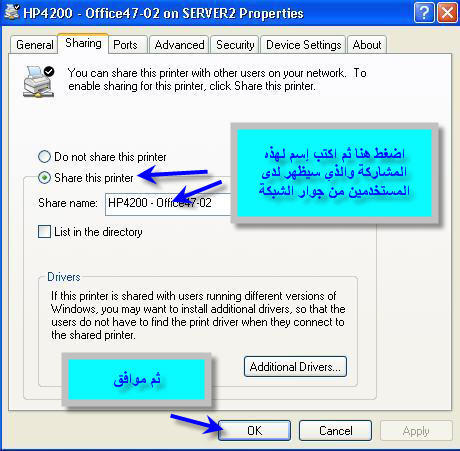 HP4200 - Office47-02 on SERVER2 Properties
General Sharing Ports Advanced Security Device Settings About
You can share this printer with other users on your network. To
enable sharing for this printer, click Share this printer.
Do not share this printer
Share this printer
Share name: HP4200 - Office47-02
List in the directory
اضغط هنا ثم اكتب إسم لهذه
المشاركة والذي سيظهر لدى
المستخدمين من جوار الشبكة
Drivers
If this printer is shared with users running different versions of
Windows, you may want to install additional drivers, so that the
users do not have to find the print driver when they connect to
the shared printer.
Additional Drivers...
ثم موافق
OK Cancel Apply